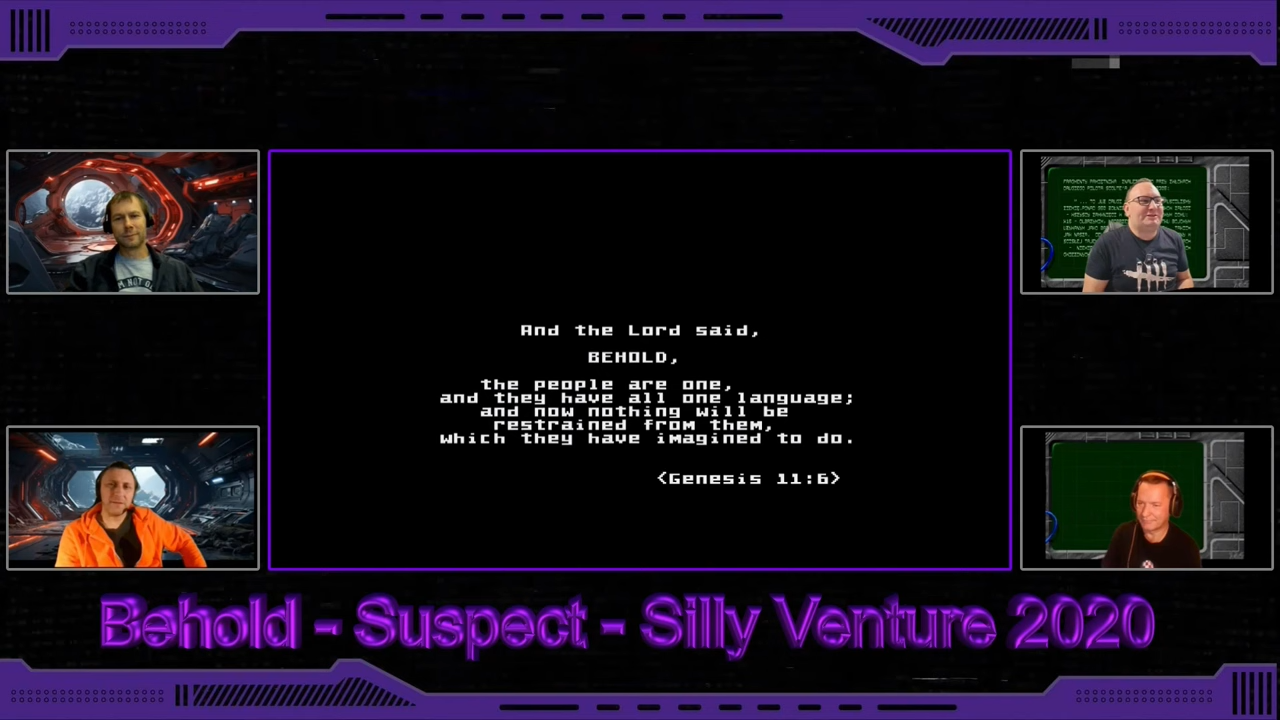 And the Lord said,
BEHOLD,
the people are one,
and they have all one language;
and now nothing will be
restrained from them,
which they have imagined to do.
<Genesis 11:6>
Behold - Suspect - Silly Venture 2020